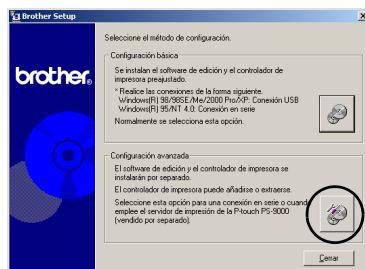 Brother Setup
brother®
Seleccione el método de configuración.
Configuración básica
Se instalan el software de edición y el controlador de
impresora preajustado.
* Realice las conexiones de la forma siguiente.
Windows(R) 98/98SE/Me/2000 Pro/XP: Conexión USB
Windows(R) 95/NT 4.0: Conexión en serie
Normalmente se selecciona esta opción.
Configuración avanzada
El software de edición y el controlador de impresora se
instalarán por separado.
El controlador de impresora puede añadirse o extraerse.
Seleccione esta opción para una conexión en serie o cuando
emplee el servidor de impresión de la P-touch PS-9000
(vendido por separado).
Cerrar